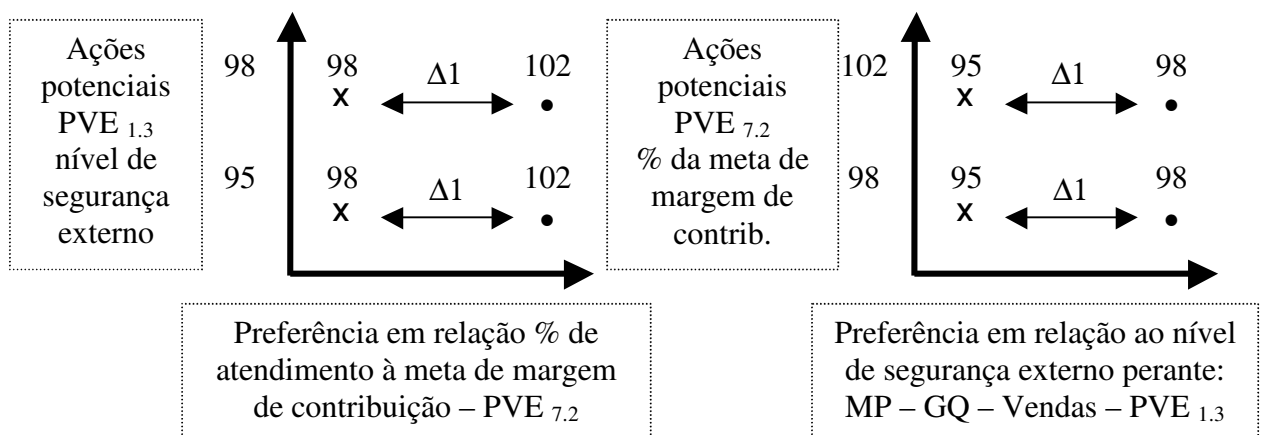 Ações
potenciais
PVE 1.3
nível de
segurança
externo
98
98
Δ1
102
x
•
95
98
Δ1
102
x
•
Preferência em relação % de
atendimento à meta de margem
de contribuição – PVE 7.2
Ações
potenciais
PVE 7.2
% da meta de
margem de
contrib.
102
95
Δ1
98
x
•
98
95
Δ1
98
x
•
Preferência em relação ao nível
de segurança externo perante:
MP – GQ – Vendas – PVE 1.3